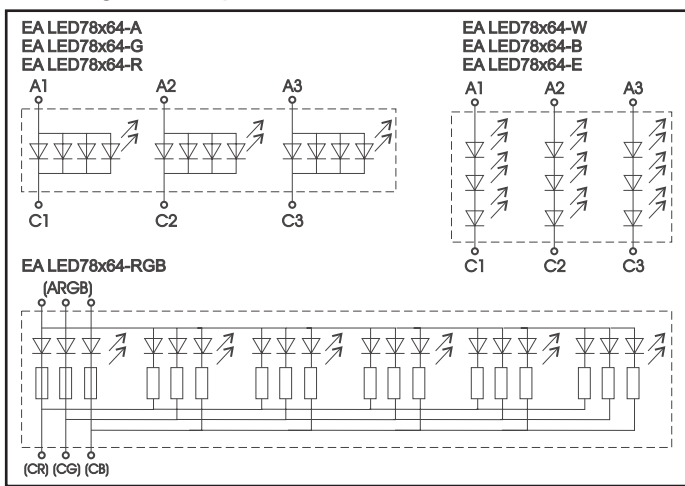 EA LED78x64-A
EA LED78x64-G
EA LED78x64-R
A1 A2 A3
C1 C2 C3
EA LED78x64-W
EA LED78x64-B
EA LED78x64-E
A1 A2 A3
C1 C2 C3
EA LED78x64-RGB
(ARGB)
(CR) (CG) (CB)